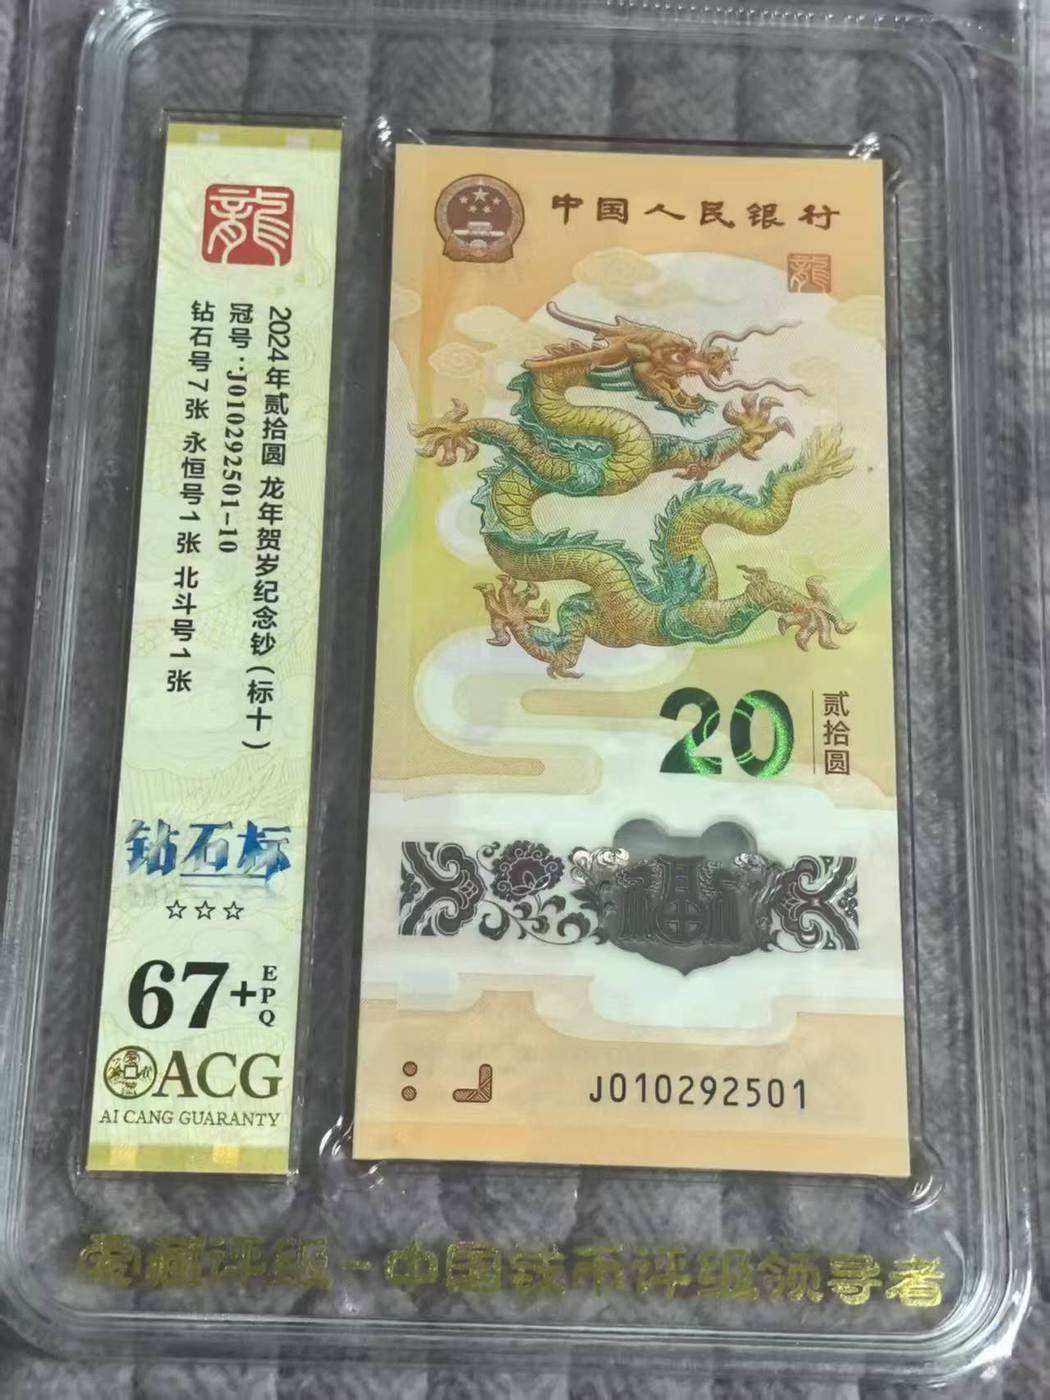 龍
2024年贰拾圆 龙年贺岁纪念钞(标十)
冠号:J010292501-10
钻石号7张 永恒号1张 北斗号1张
钻石标
☆☆☆
67+EPQ
ACG
AI CANG GUARANTY
中国人民银行
龍
20
贰拾圆
J010292501
爱藏评级-中国钱币评级领导者